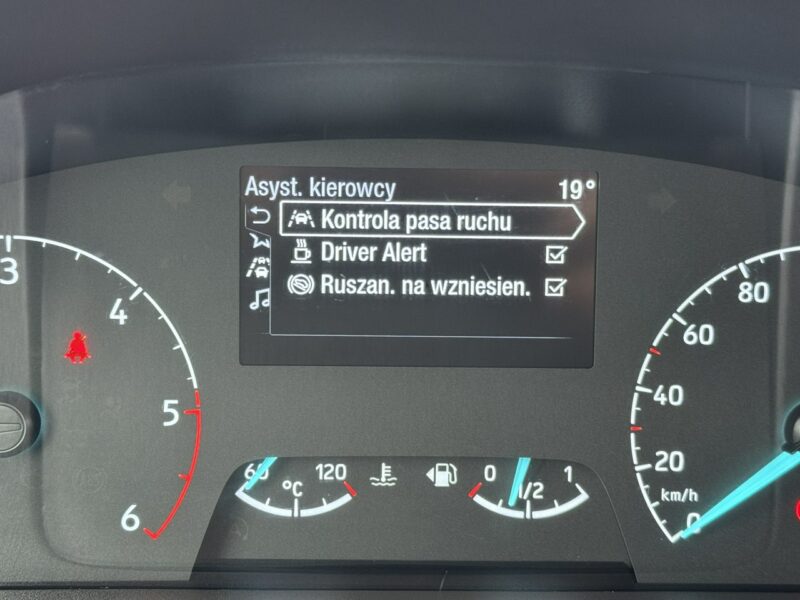 Asyst. kierowcy 19°
Kontrola pasa ruchu
Driver Alert
Ruszan. na wzniesien.
3
4
5
6
60 120
°C
0 1/2 1
80
60
40
20
km/h
0